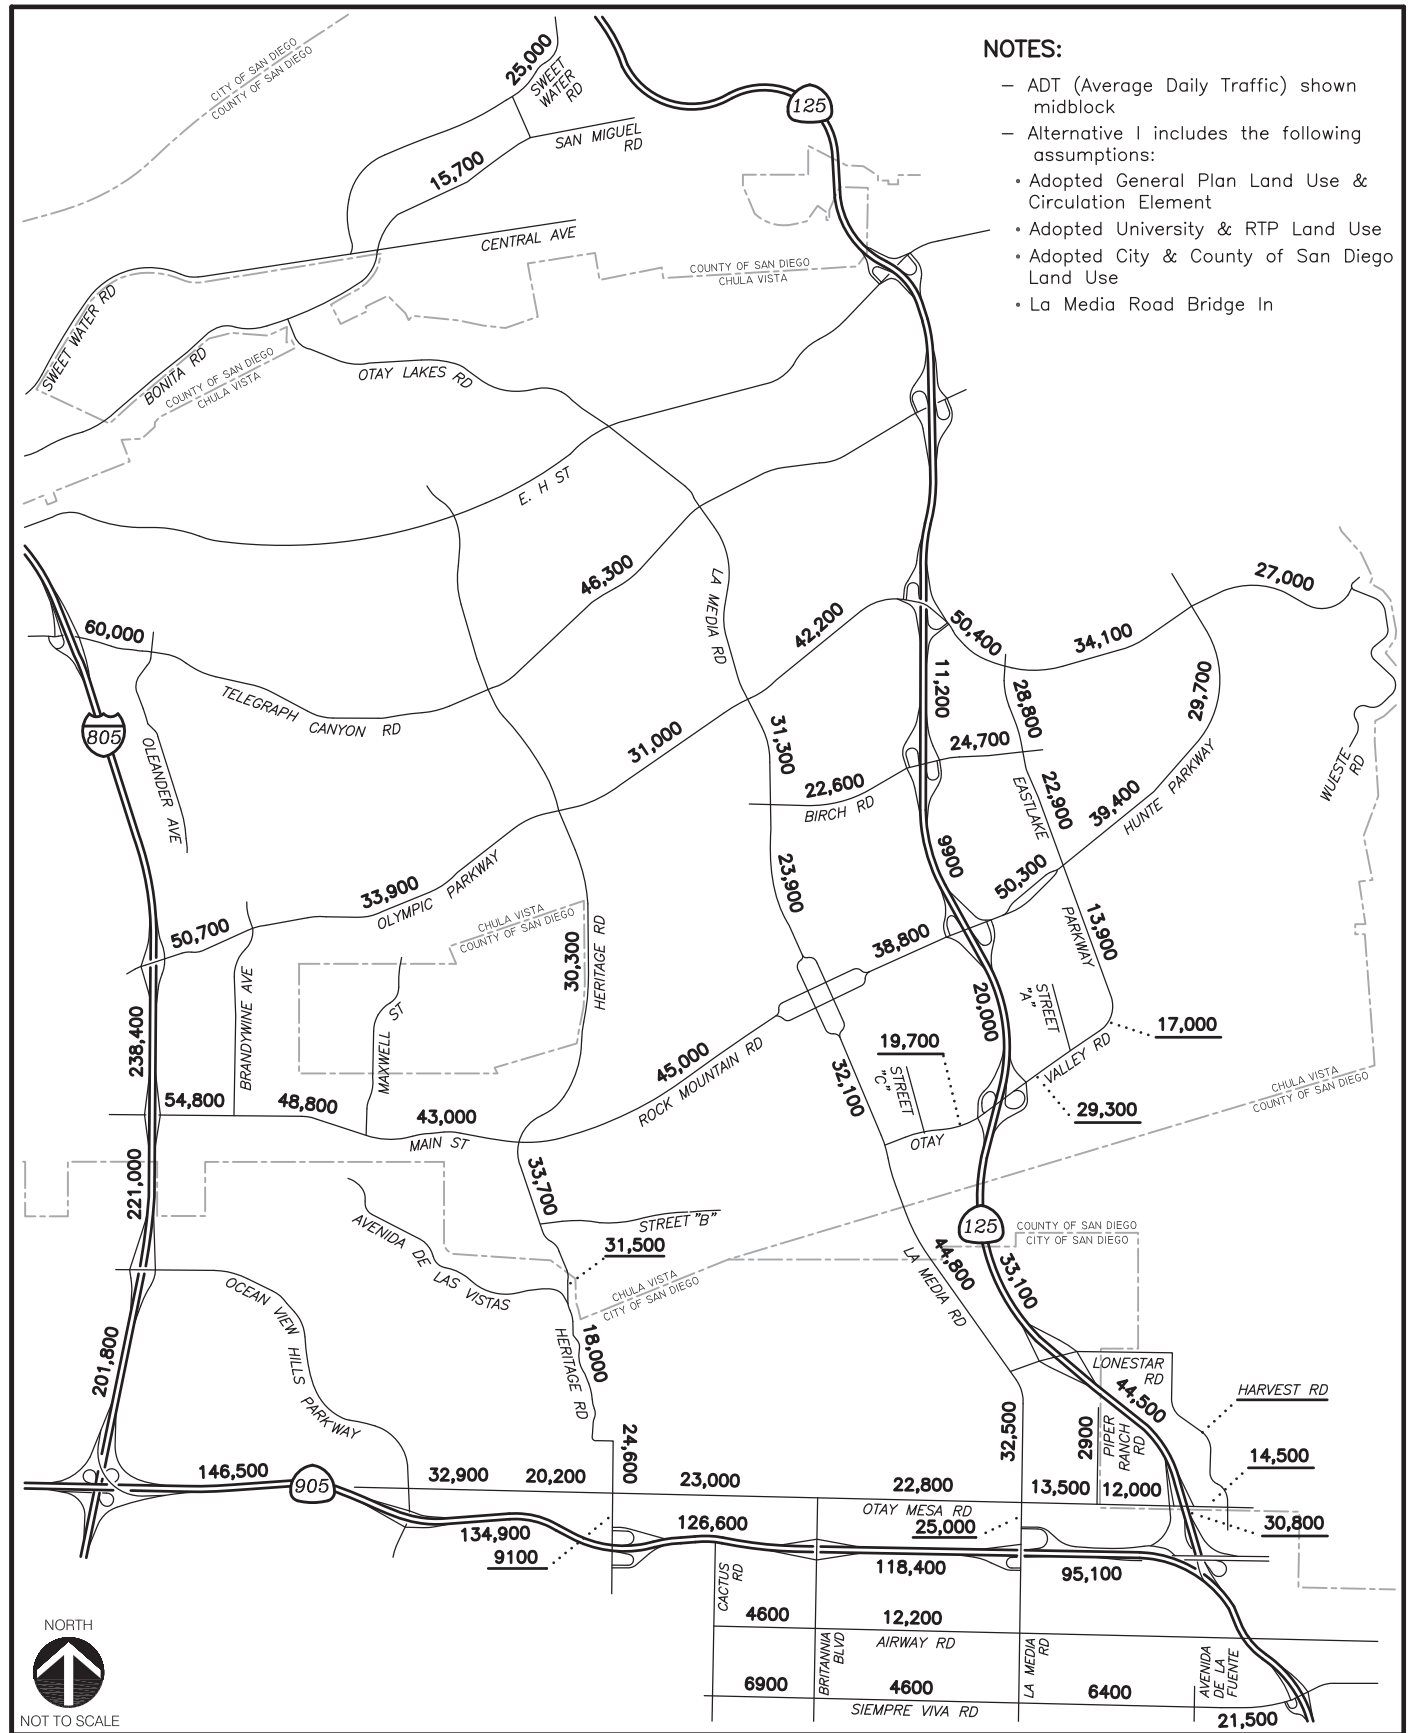 CITY OF SAN DIEGO
COUNTY OF SAN DIEGO
25,000
SWEET
WATER
RD
SAN MIGUEL
RD
15,700
125
NOTES:
– ADT (Average Daily Traffic) shown
midblock
– Alternative I includes the following
assumptions:
• Adopted General Plan Land Use &
Circulation Element
• Adopted University & RTP Land Use
• Adopted City & County of San Diego
Land Use
• La Media Road Bridge In
CENTRAL AVE
COUNTY OF SAN DIEGO
CHULA VISTA
SWEET WATER RD
BONITA RD
COUNTY OF SAN DIEGO
CHULA VISTA
OTAY LAKES RD
E. H ST
46,300
LA MEDIA RD
42,200
50,400
34,100
27,000
60,000
TELEGRAPH CANYON RD
805
OLEANDER AVE
11,200
28,800
29,700
31,000
31,300
24,700
22,600
BIRCH RD
EASTLAKE
22,900
39,400
HUNTE PARKWAY
WUESTE
RD
9900
50,300
23,900
33,900
OLYMPIC PARKWAY
50,700
CHULA VISTA
COUNTY OF SAN DIEGO
30,300
HERITAGE RD
38,800
13,900
PARKWAY
238,400
BRANDYWINE AVE
MAXWELL ST
20,000
STREET
"A"
17,000
19,700
STREET
"C"
VALLEY RD
45,000
ROCK MOUNTAIN RD
32,100
29,300
CHULA VISTA
COUNTY OF SAN DIEGO
54,800
48,800
43,000
MAIN ST
OTAY
221,000
33,700
STREET "B"
31,500
AVENIDA DE LAS VISTAS
125
COUNTY OF SAN DIEGO
CITY OF SAN DIEGO
CHULA VISTA
CITY OF SAN DIEGO
44,800
LA MEDIA RD
33,100
OCEAN VIEW HILLS PARKWAY
201,800
18,000
HERITAGE RD
LONESTAR
RD
44,500
HARVEST RD
24,600
32,500
2900
PIPER
RANCH
RD
14,500
146,500
905
32,900
20,200
23,000
22,800
13,500
12,000
OTAY MESA RD
134,900
9100
126,600
25,000
30,800
118,400
95,100
CACTUS
RD
4600
12,200
BRITANNIA
BLVD
AIRWAY RD
LA MEDIA
RD
AVENIDA
DE LA
FUENTE
6900
4600
6400
SIEMPRE VIVA RD
21,500
NORTH
NOT TO SCALE